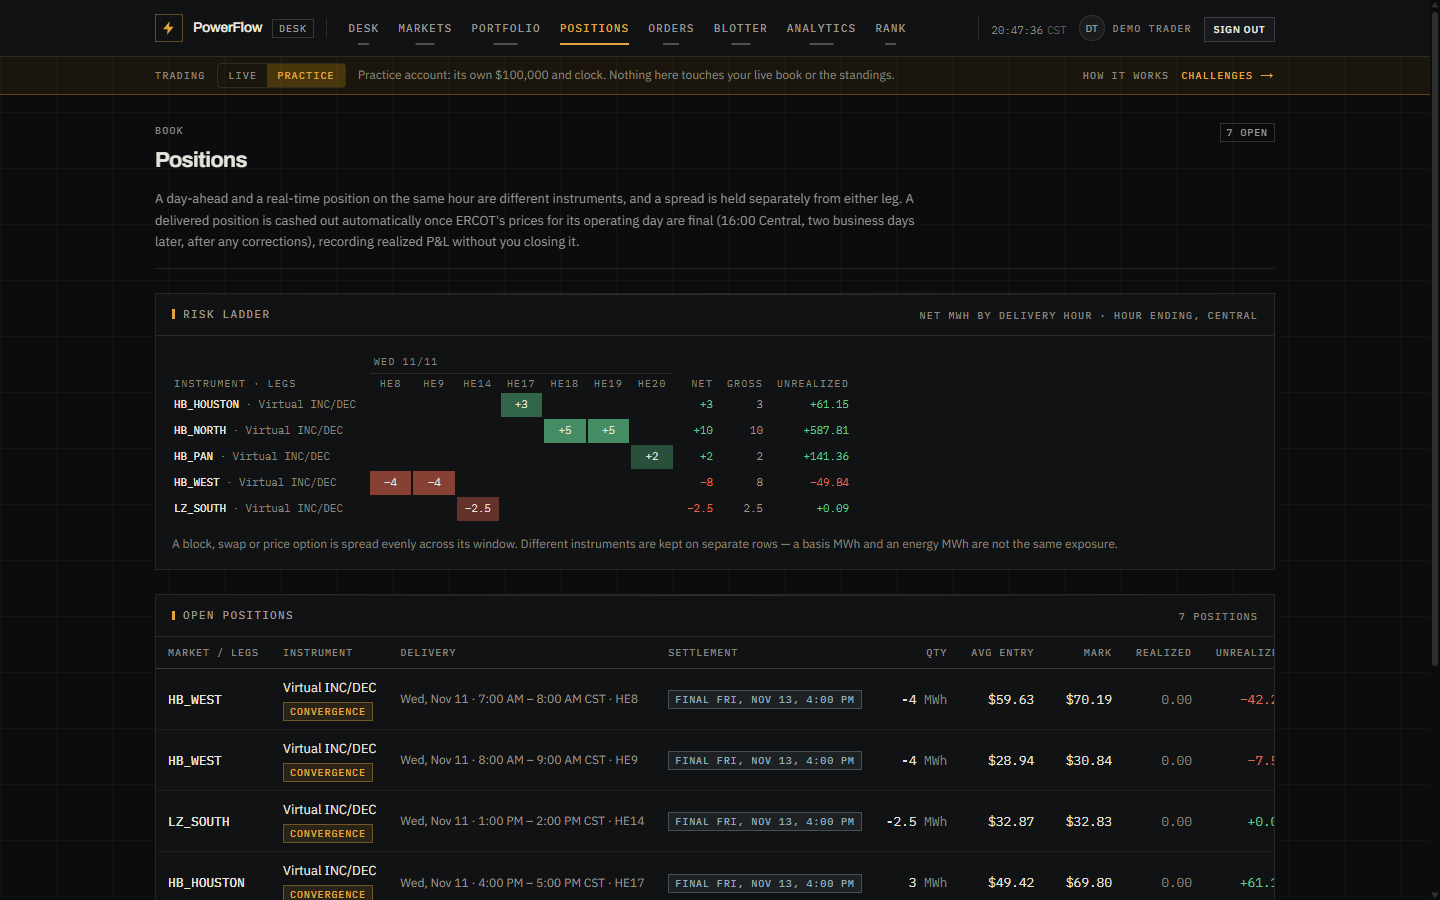 PowerFlow DESK DESK MARKETS PORTFOLIO POSITIONS ORDERS BLOTTER ANALYTICS RANK 20:47:36 CST DT DEMO TRADER SIGN OUT
TRADING LIVE PRACTICE Practice account: its own $100,000 and clock. Nothing here touches your live book or the standings. HOW IT WORKS CHALLENGES →
BOOK 7 OPEN
Positions
A day-ahead and a real-time position on the same hour are different instruments, and a spread is held separately from either leg. A
delivered position is cashed out automatically once ERCOT's prices for its operating day are final (16:00 Central, two business days
later, after any corrections), recording realized P&L without you closing it.
RISK LADDER NET MWH BY DELIVERY HOUR · HOUR ENDING, CENTRAL
WED 11/11
INSTRUMENT · LEGS HE8 HE9 HE14 HE17 HE18 HE19 HE20 NET GROSS UNREALIZED
HB_HOUSTON · Virtual INC/DEC +3 +3 3 +61.15
HB_NORTH · Virtual INC/DEC +5 +5 +10 10 +587.81
HB_PAN · Virtual INC/DEC +2 +2 2 +141.36
HB_WEST · Virtual INC/DEC −4 −4 −8 8 −49.84
LZ_SOUTH · Virtual INC/DEC −2.5 −2.5 2.5 +0.09
A block, swap or price option is spread evenly across its window. Different instruments are kept on separate rows — a basis MWh and an energy MWh are not the same exposure.
OPEN POSITIONS 7 POSITIONS
MARKET / LEGS INSTRUMENT DELIVERY SETTLEMENT QTY AVG ENTRY MARK REALIZED
HB_WEST Virtual INC/DEC Wed, Nov 11 · 7:00 AM – 8:00 AM CST · HE8 FINAL FRI, NOV 13, 4:00 PM -4 MWh $59.63 $70.19 0.00
CONVERGENCE
HB_WEST Virtual INC/DEC Wed, Nov 11 · 8:00 AM – 9:00 AM CST · HE9 FINAL FRI, NOV 13, 4:00 PM -4 MWh $28.94 $30.84 0.00
CONVERGENCE
LZ_SOUTH Virtual INC/DEC Wed, Nov 11 · 1:00 PM – 2:00 PM CST · HE14 FINAL FRI, NOV 13, 4:00 PM -2.5 MWh $32.87 $32.83 0.00
CONVERGENCE
HB_HOUSTON Virtual INC/DEC Wed, Nov 11 · 4:00 PM – 5:00 PM CST · HE17 FINAL FRI, NOV 13, 4:00 PM 3 MWh $49.42 $69.80 0.00
CONVERGENCE